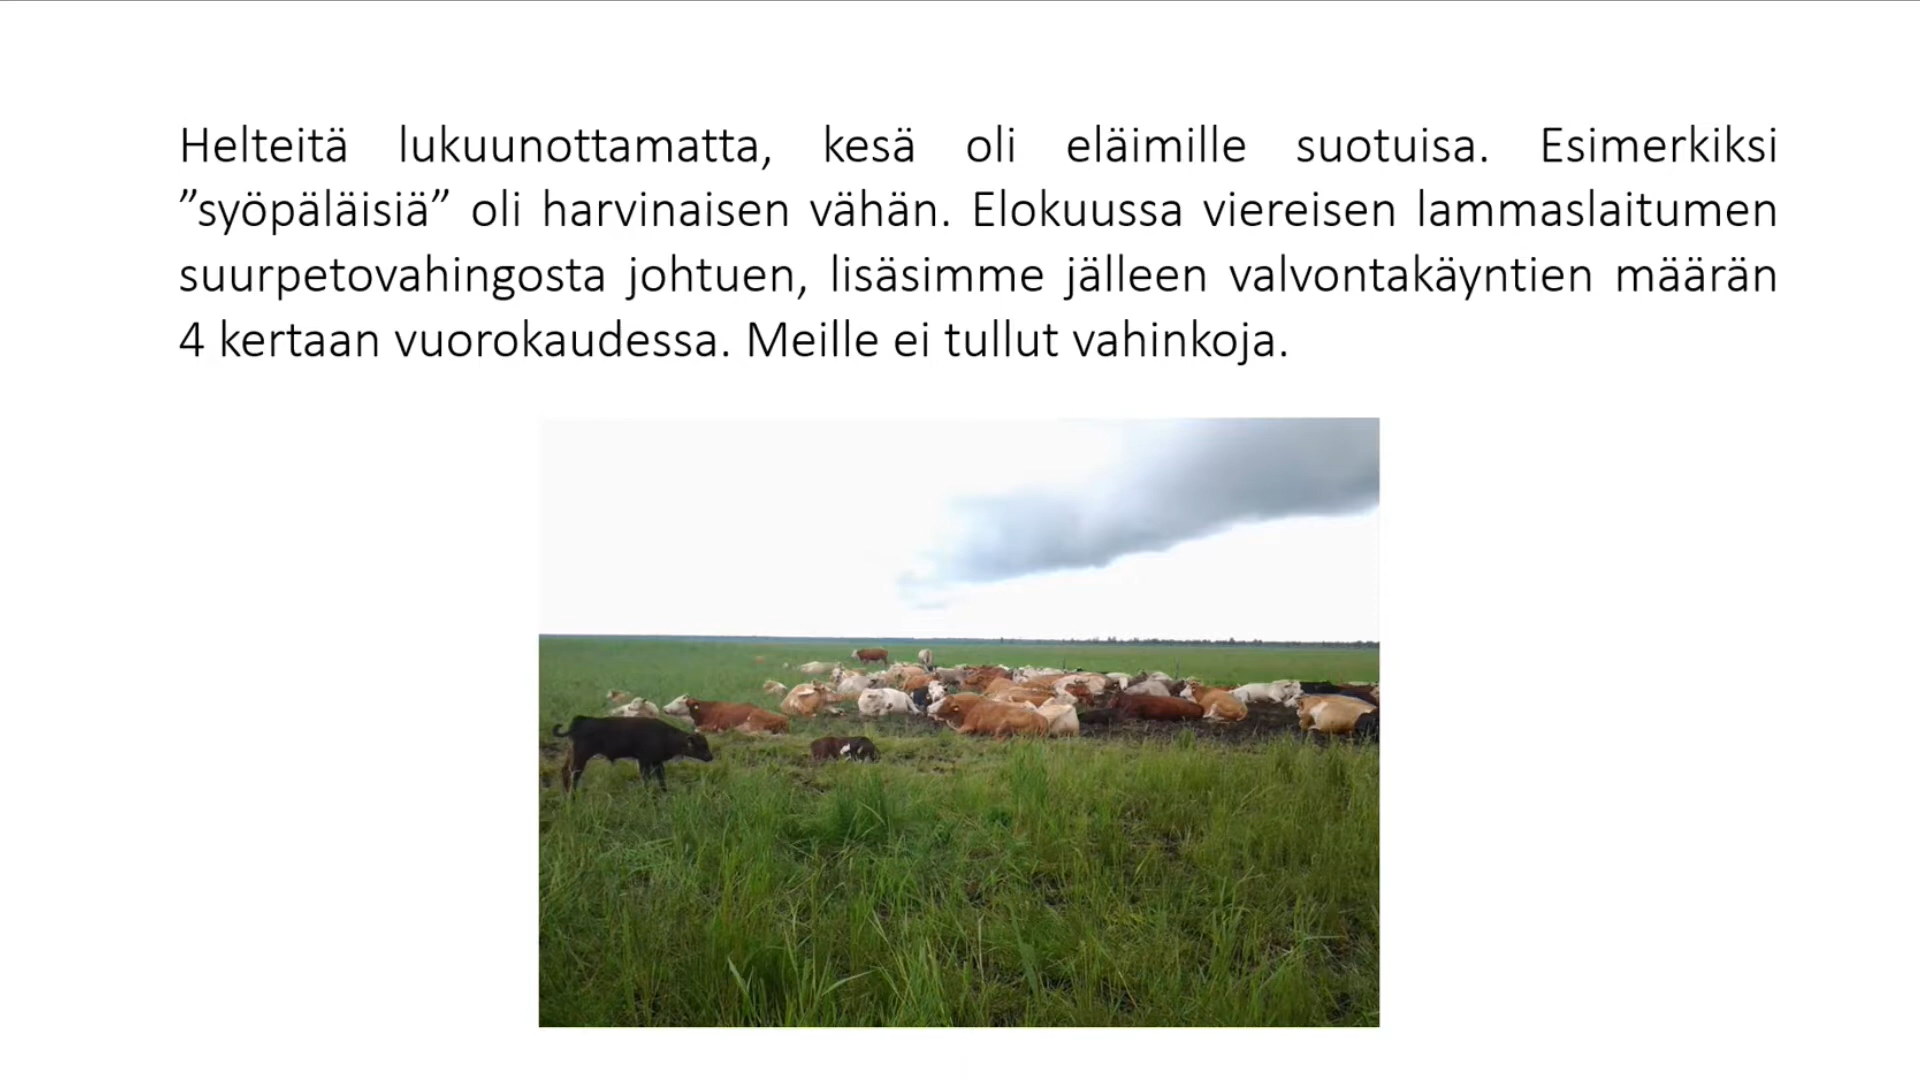 Helteitä lukuunottamatta, kesä oli eläimille suotuisa. Esimerkiksi
”syöpäläisiä” oli harvinaisen vähän. Elokuussa viereisen lammaslaitumen
suurpetovahingosta johtuen, lisäsimme jälleen valvontakäyntien määrän
4 kertaan vuorokaudessa. Meille ei tullut vahinkoja.